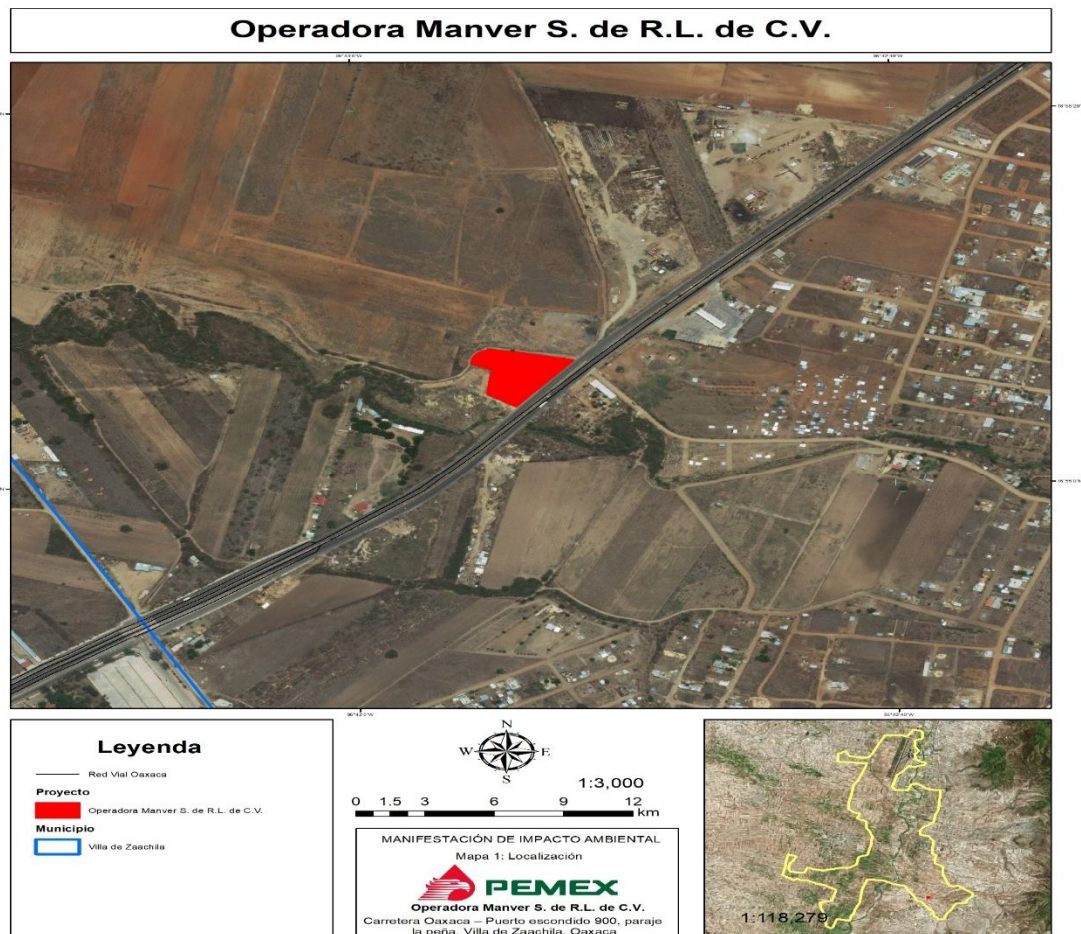 Operadora Manver S. de R.L. de C.V.
Leyenda
Red Vial Oaxaca
Proyecto
Operadora Manver S. de R.L. de C.V.
Municipio
Villa de Zaachila
N
W E
S
1:3,000
0 1.5 3 6 9 12
km
MANIFESTACIÓN DE IMPACTO AMBIENTAL
Mapa 1: Localización
PEMEX
Operadora Manver S. de R.L. de C.V.
Carretera Oaxaca – Puerto escondido 900, paraje
la peña, Villa de Zaachila, Oaxaca
1:118,279